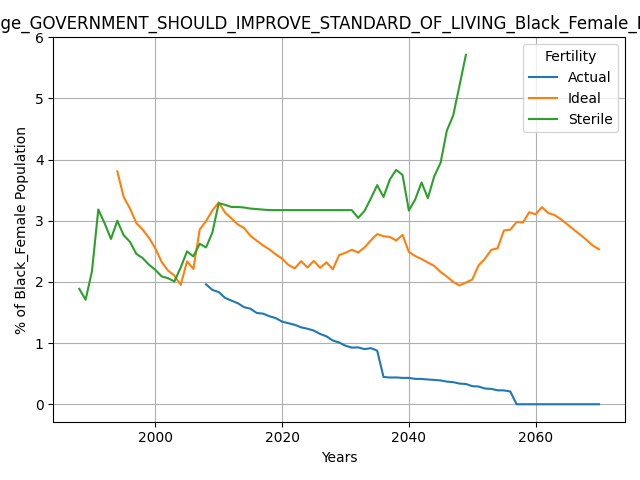 ge_GOVERNMENT_SHOULD_IMPROVE_STANDARD_OF_LIVING_Black_Female_
Fertility
Actual
Ideal
Sterile
% of Black_Female Population
6
5
4
3
2
1
0
2000 2020 2040 2060
Years